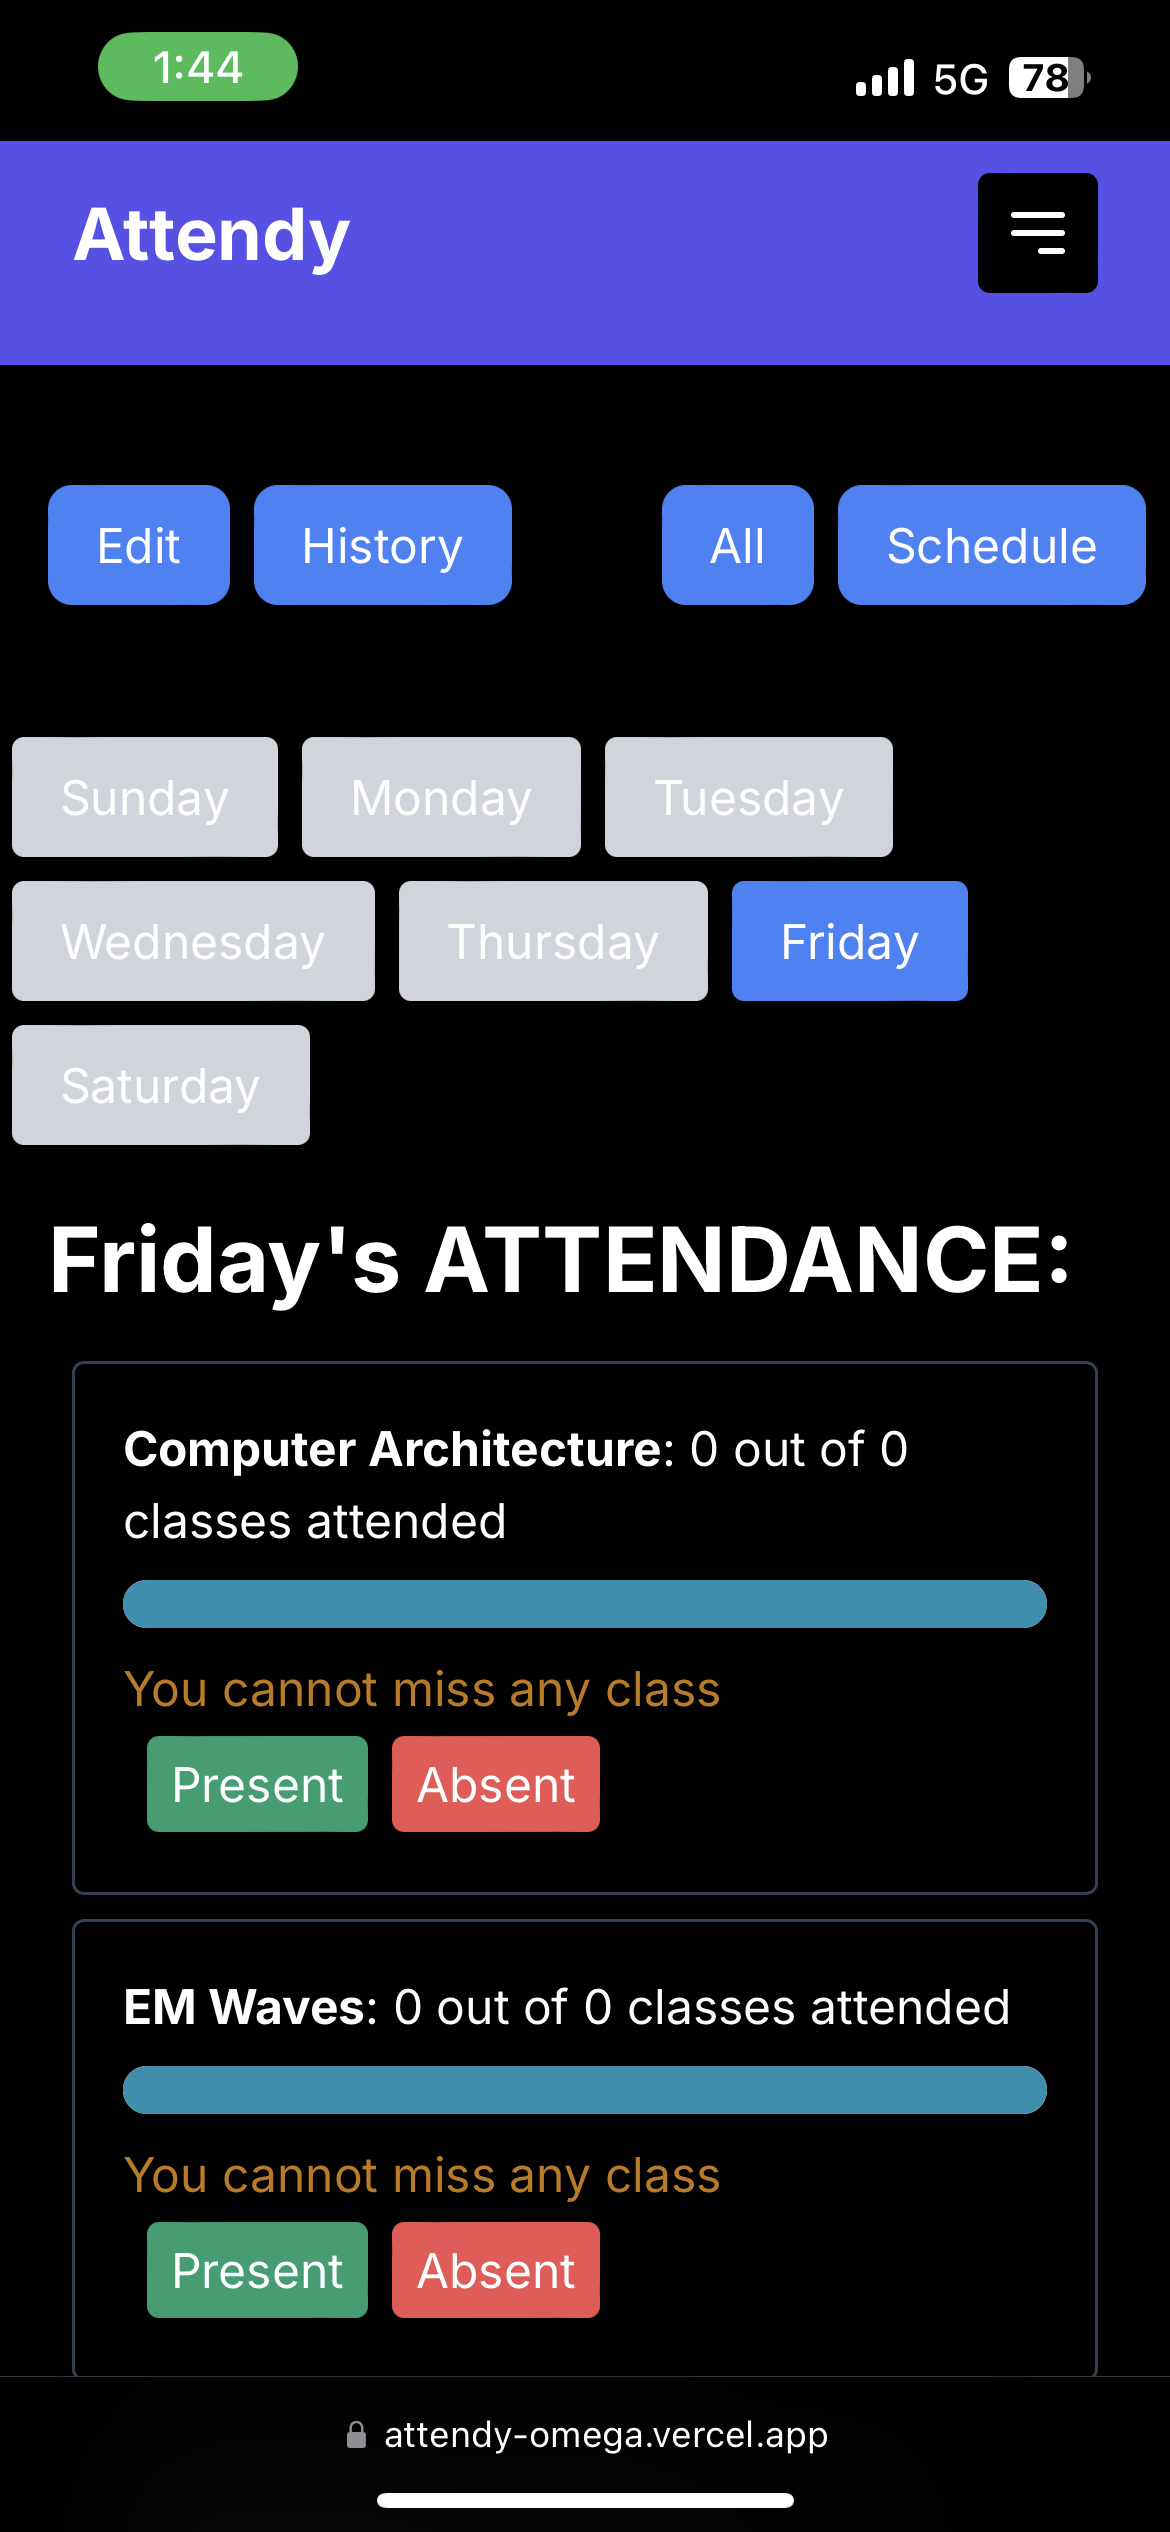 1:44
5G 78
Attendy
Edit History All Schedule
Sunday Monday Tuesday
Wednesday Thursday Friday
Saturday
Friday's ATTENDANCE:
Computer Architecture: 0 out of 0
classes attended
You cannot miss any class
Present Absent
EM Waves: 0 out of 0 classes attended
You cannot miss any class
Present Absent
attendy-omega.vercel.app